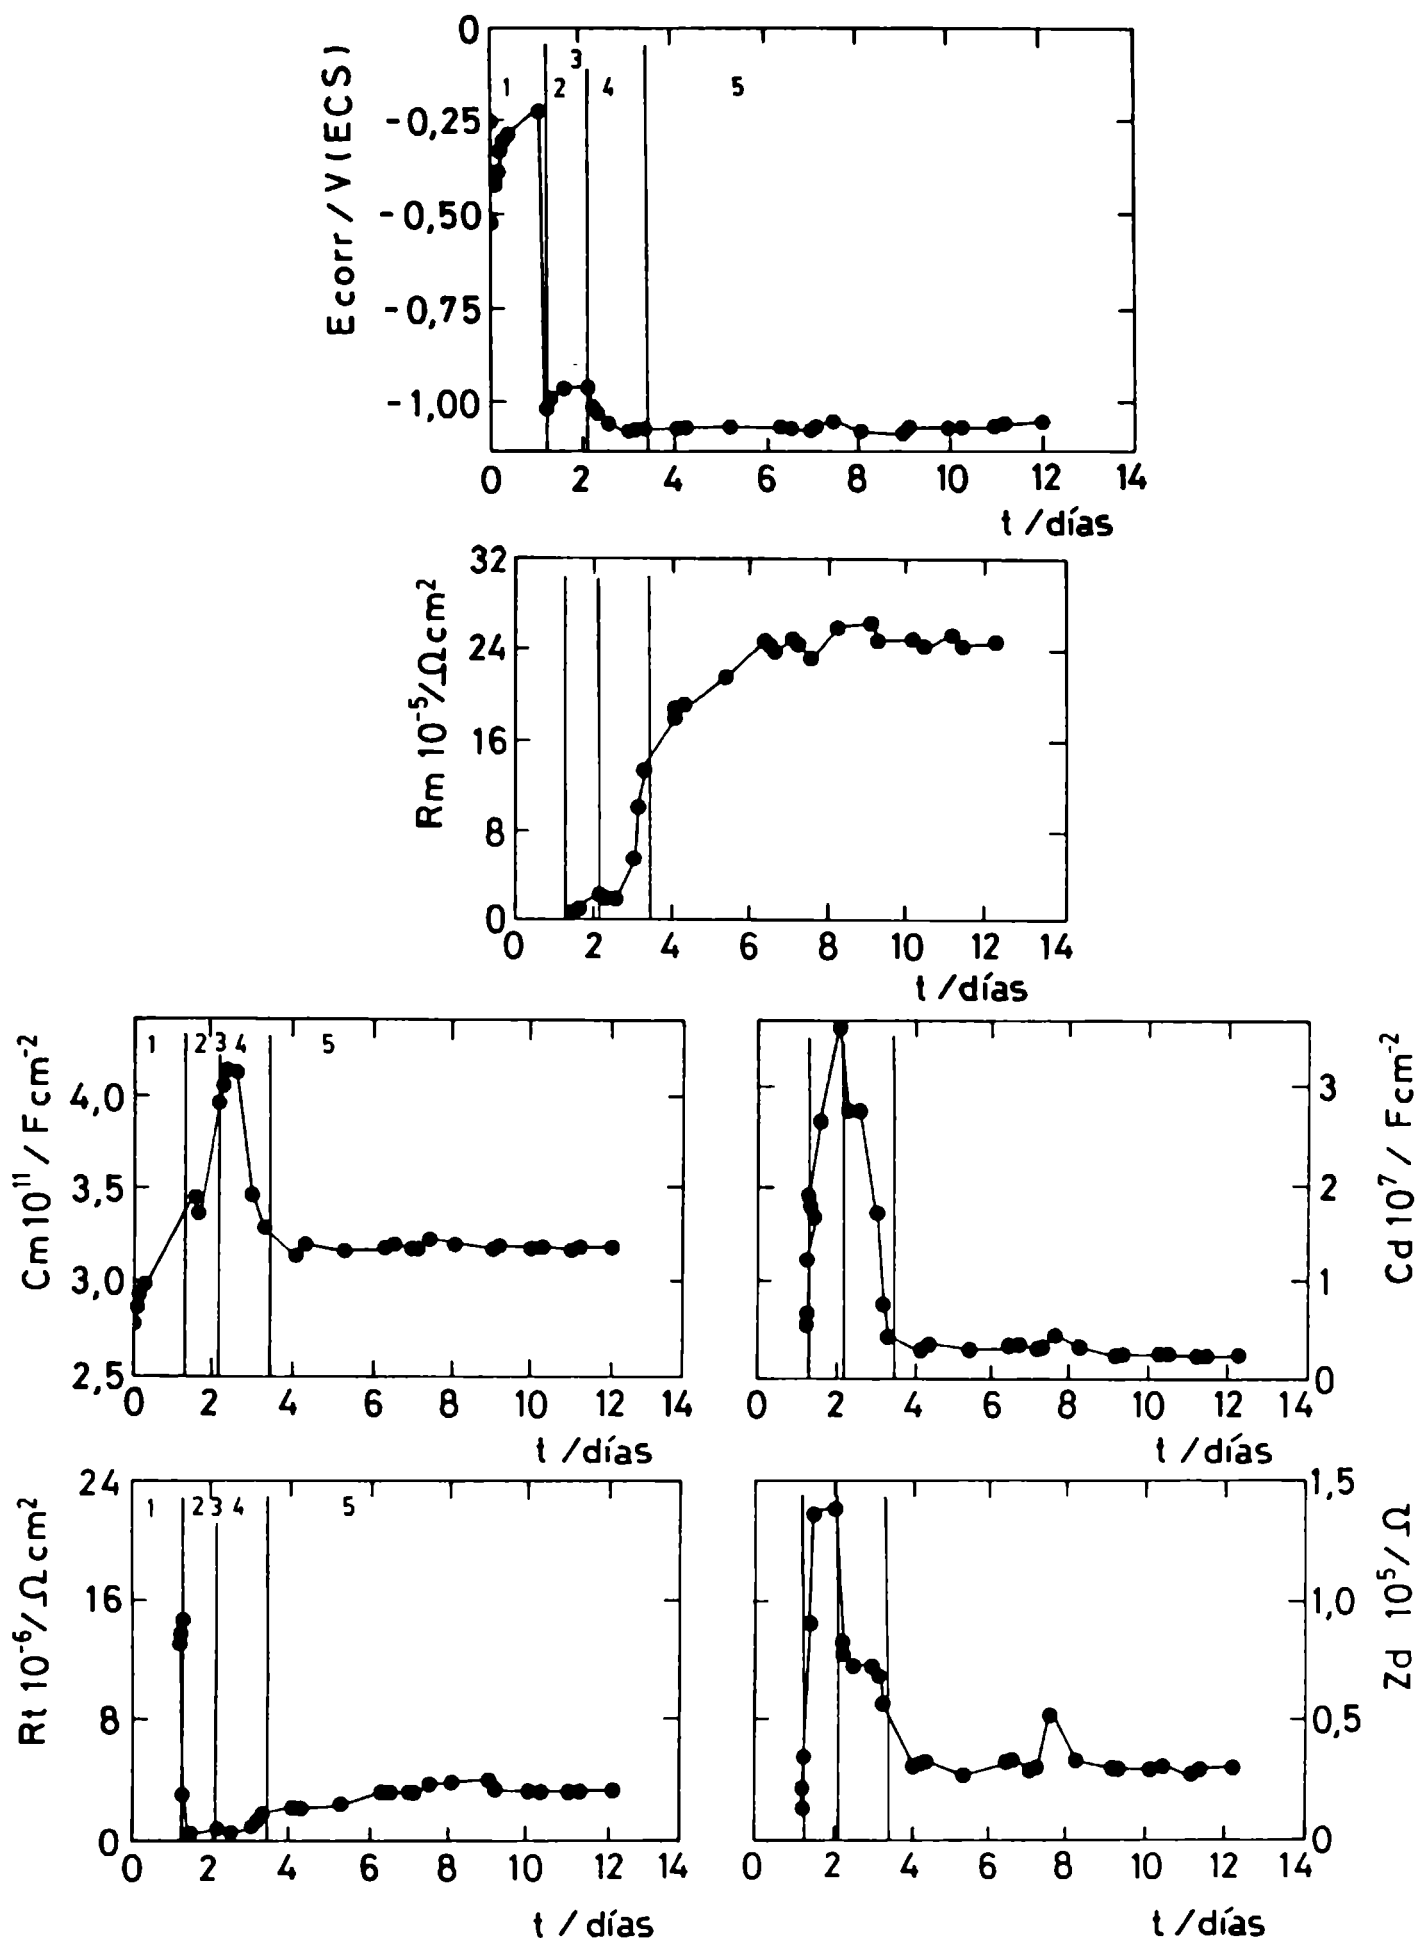 Ecorr / V (ECS)
0
-0,25
-0,50
-0,75
-1,00
1 2 3 4 5
0 2 4 6 8 10 12 14
t / días
Rm 10⁻⁵/Ωcm²
32
24
16
8
0
0 2 4 6 8 10 12 14
t / días
Cm 10¹¹ / F cm⁻²
4,0
3,5
3,0
2,5
1 2 3 4 5
0 2 4 6 8 10 12 14
t / días
3
2
1
0
Cd 10⁷ / F cm⁻²
0 2 4 6 8 10 12 14
t / días
Rt 10⁻⁶/ Ω cm²
24
16
8
0
1 2 3 4 5
0 2 4 6 8 10 12 14
t / días
1,5
1,0
0,5
0
Zd 10⁵/ Ω
0 2 4 6 8 10 12 14
t / días